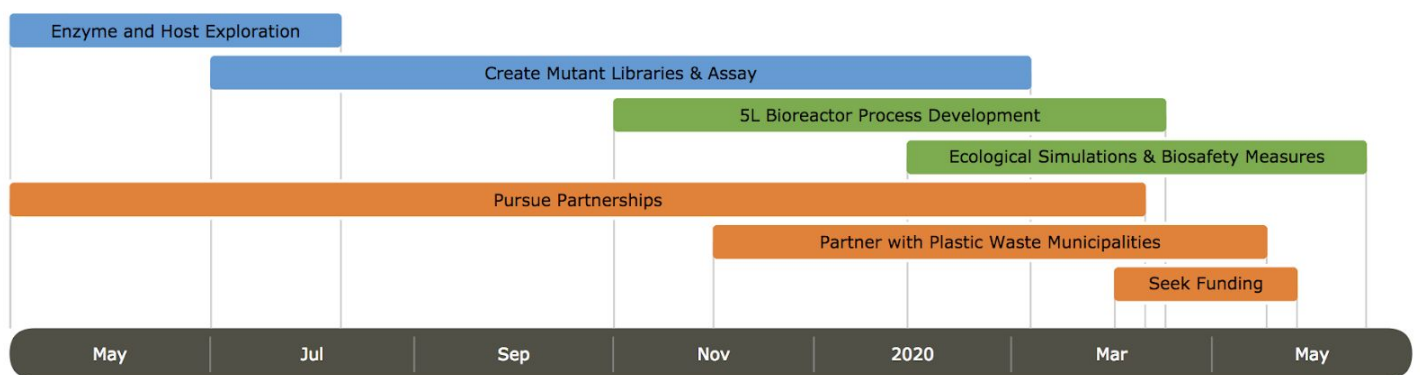 Enzyme and Host Exploration
Create Mutant Libraries & Assay
5L Bioreactor Process Development
Ecological Simulations & Biosafety Measures
Pursue Partnerships
Partner with Plastic Waste Municipalities
Seek Funding
May Jul Sep Nov 2020 Mar May